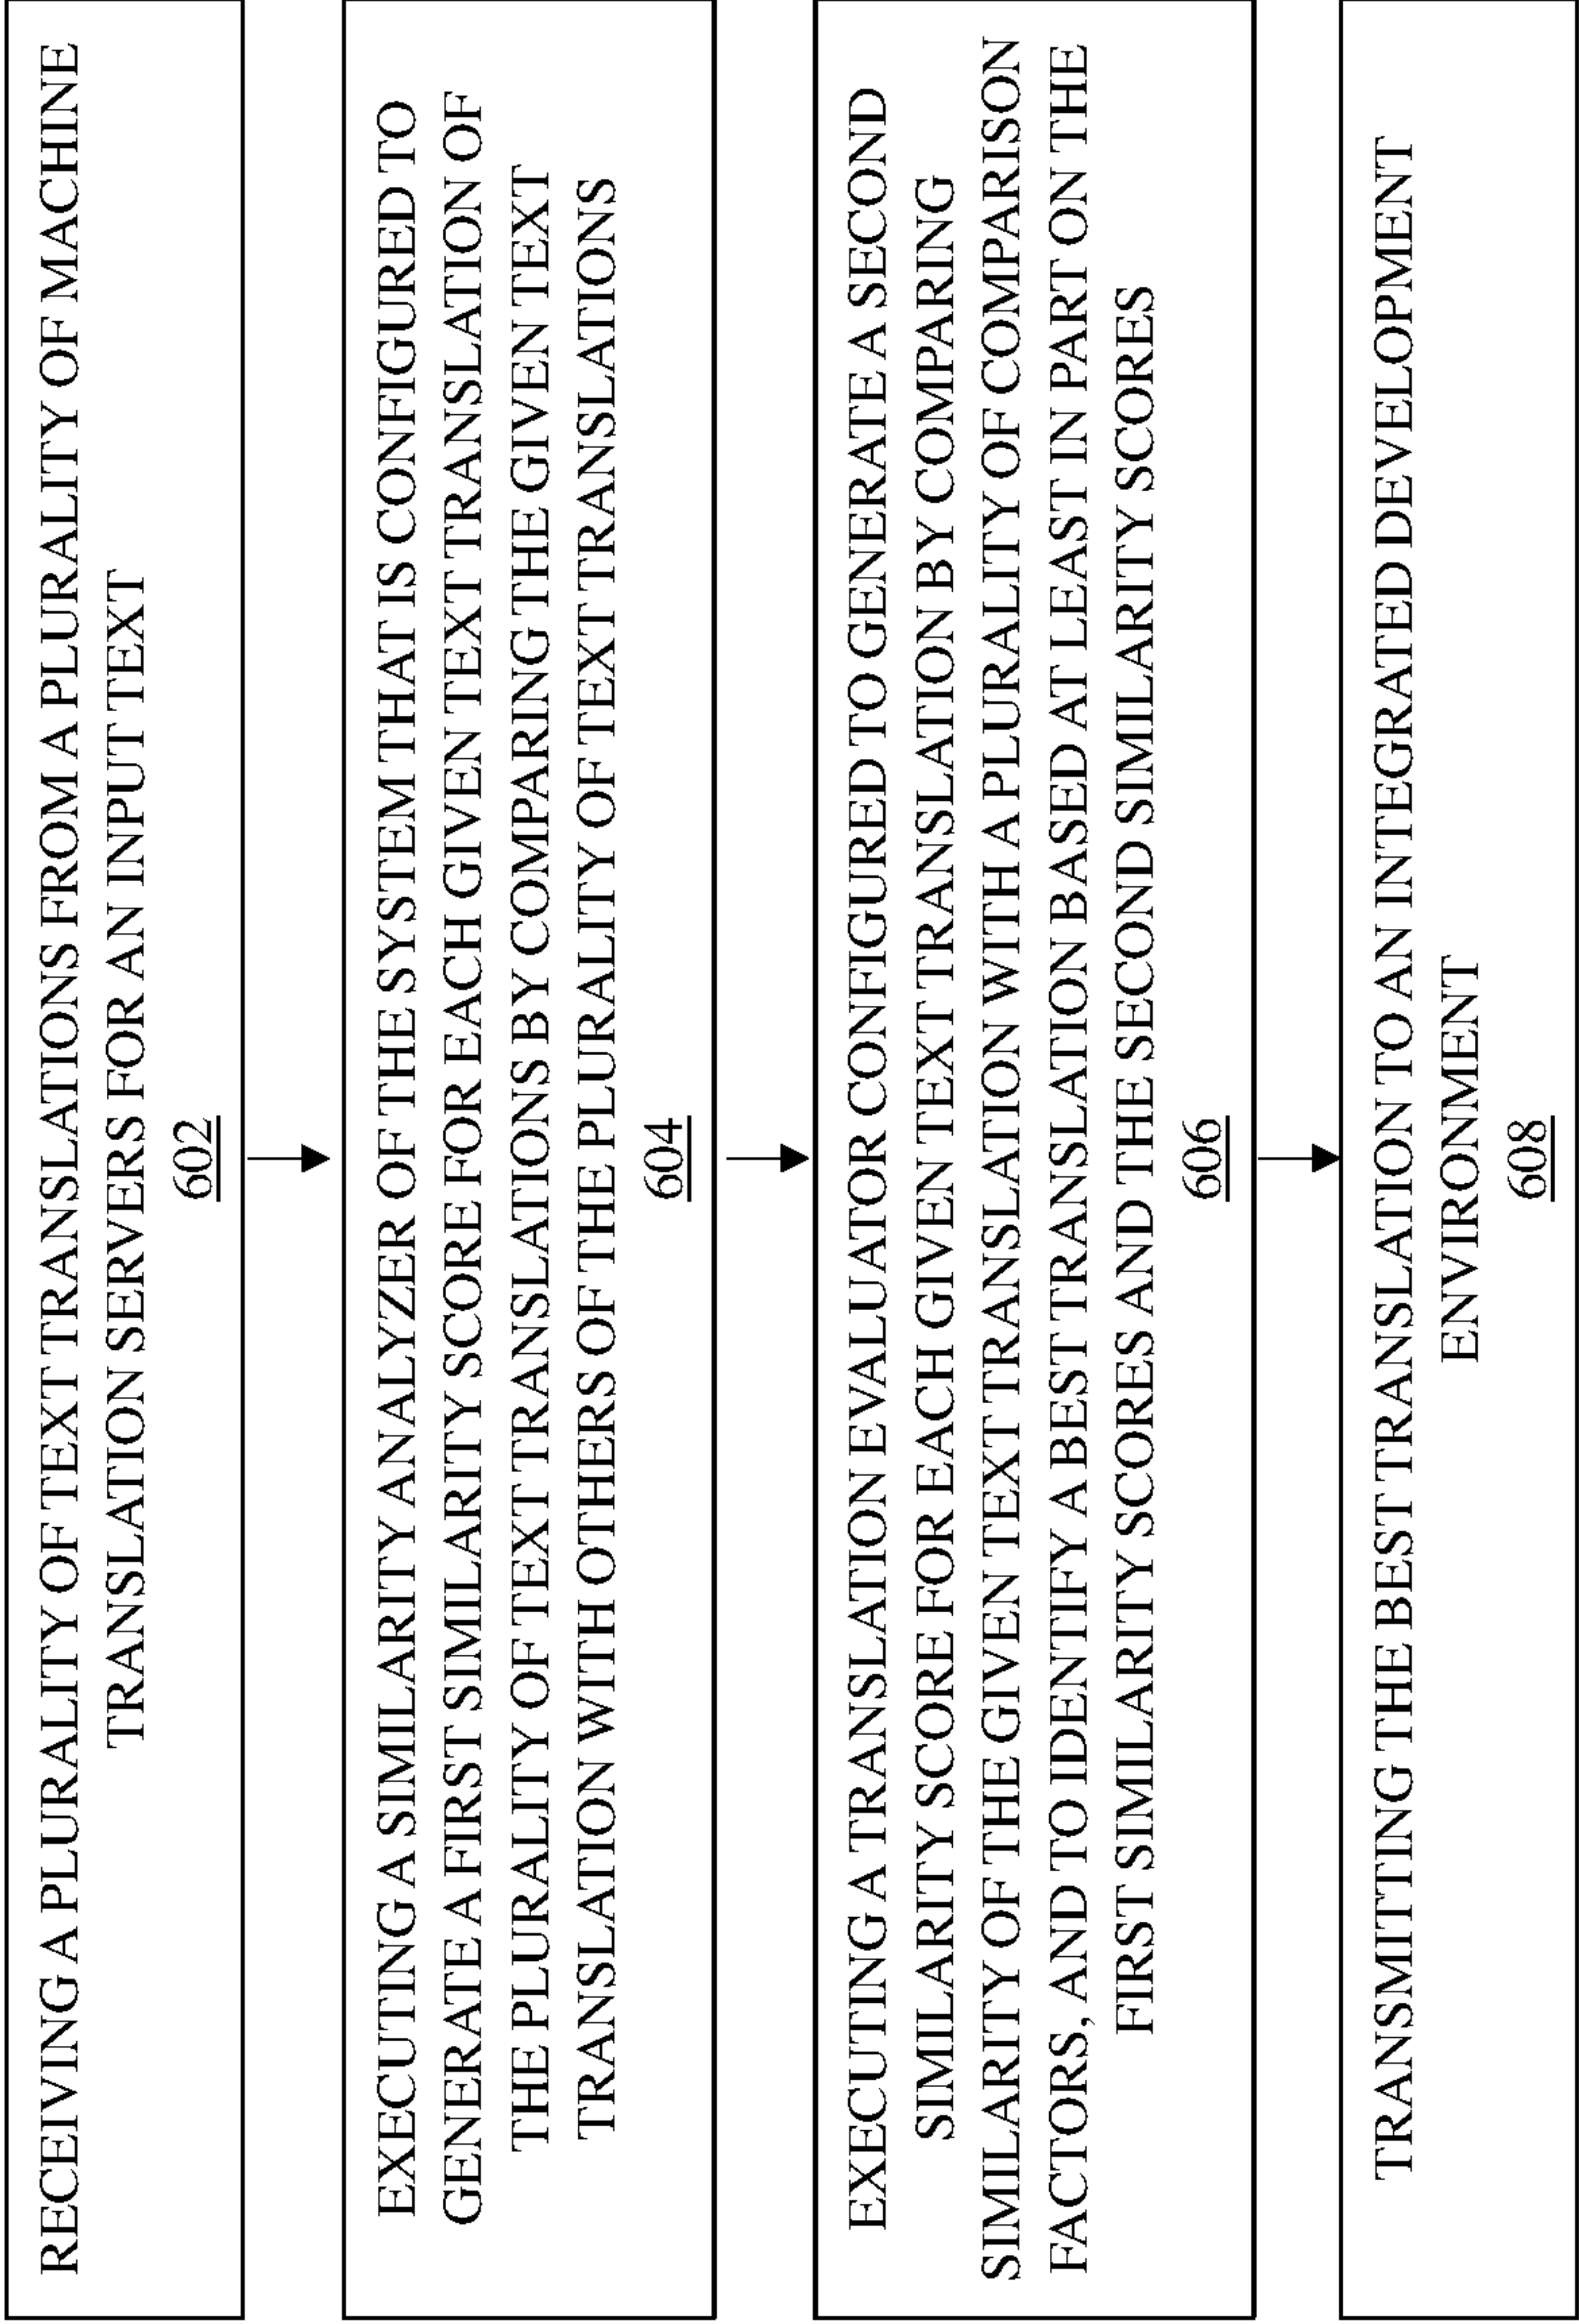 RECEIVING A PLURALITY OF TEXT TRANSLATIONS FROM A PLURALITY OF MACHINE
TRANSLATION SERVERS FOR AN INPUT TEXT
602
EXECUTING A SIMILARITY ANALYZER OF THE SYSTEM THAT IS CONFIGURED TO
GENERATE A FIRST SIMILARITY SCORE FOR EACH GIVEN TEXT TRANSLATION OF
THE PLURALITY OF TEXT TRANSLATIONS BY COMPARING THE GIVEN TEXT
TRANSLATION WITH OTHERS OF THE PLURALITY OF TEXT TRANSLATIONS
604
EXECUTING A TRANSLATION EVALUATOR CONFIGURED TO GENERATE A SECOND
SIMILARITY SCORE FOR EACH GIVEN TEXT TRANSLATION BY COMPARING
SIMILARITY OF THE GIVEN TEXT TRANSLATION WITH A PLURALITY OF COMPARISON
FACTORS, AND TO IDENTIFY A BEST TRANSLATION BASED AT LEAST IN PART ON THE
FIRST SIMILARITY SCORES AND THE SECOND SIMILARITY SCORES
606
TRANSMITTING THE BEST TRANSLATION TO AN INTEGRATED DEVELOPMENT
ENVIRONMENT
608